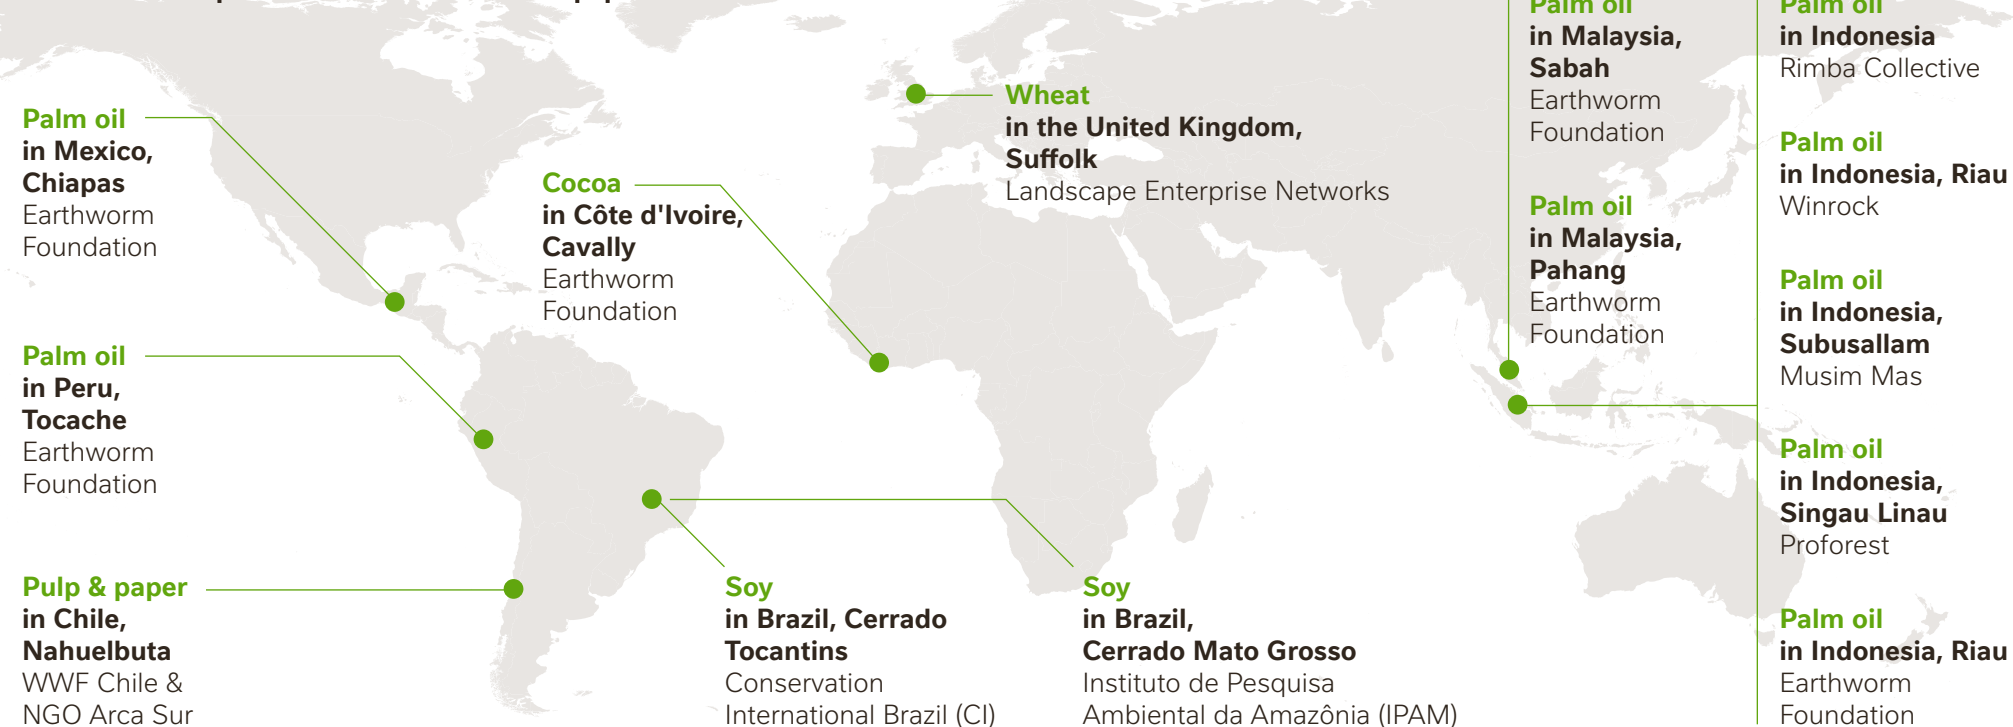 Palm oil
in Mexico,
Chiapas
Earthworm
Foundation
Palm oil
in Peru,
Tocache
Earthworm
Foundation
Pulp & paper
in Chile,
Nahuelbuta
WWF Chile &
NGO Arca Sur
Cocoa
in Côte d'Ivoire,
Cavally
Earthworm
Foundation
Wheat
in the United Kingdom,
Suffolk
Landscape Enterprise Networks
Soy
in Brazil, Cerrado
Tocantins
Conservation
International Brazil (CI)
Soy
in Brazil,
Cerrado Mato Grosso
Instituto de Pesquisa
Ambiental da Amazônia (IPAM)
Palm oil
in Malaysia,
Sabah
Earthworm
Foundation
Palm oil
in Malaysia,
Pahang
Earthworm
Foundation
Palm oil
in Indonesia
Rimba Collective
Palm oil
in Indonesia, Riau
Winrock
Palm oil
in Indonesia,
Subusallam
Musim Mas
Palm oil
in Indonesia,
Singau Linau
Proforest
Palm oil
in Indonesia, Riau
Earthworm
Foundation